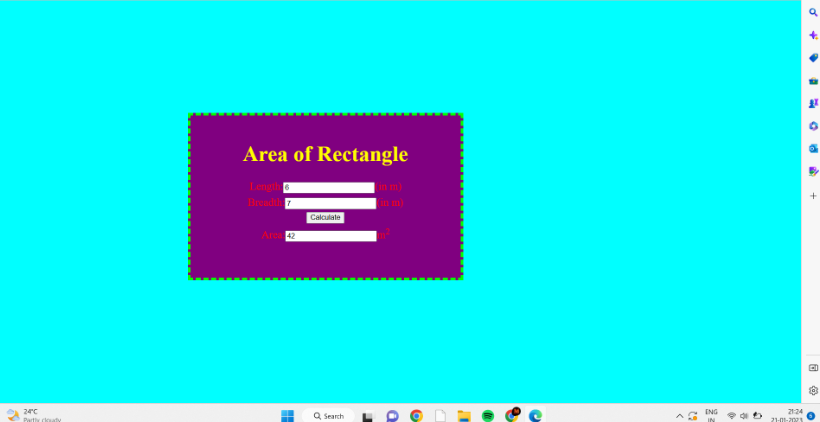 Area of Rectangle
Length 6 (in m)
Breadth 7 (in m)
Calculate
Area 42 m²
24°C
Partly cloudy
Search
ENG
IN
21:24
21-01-2023